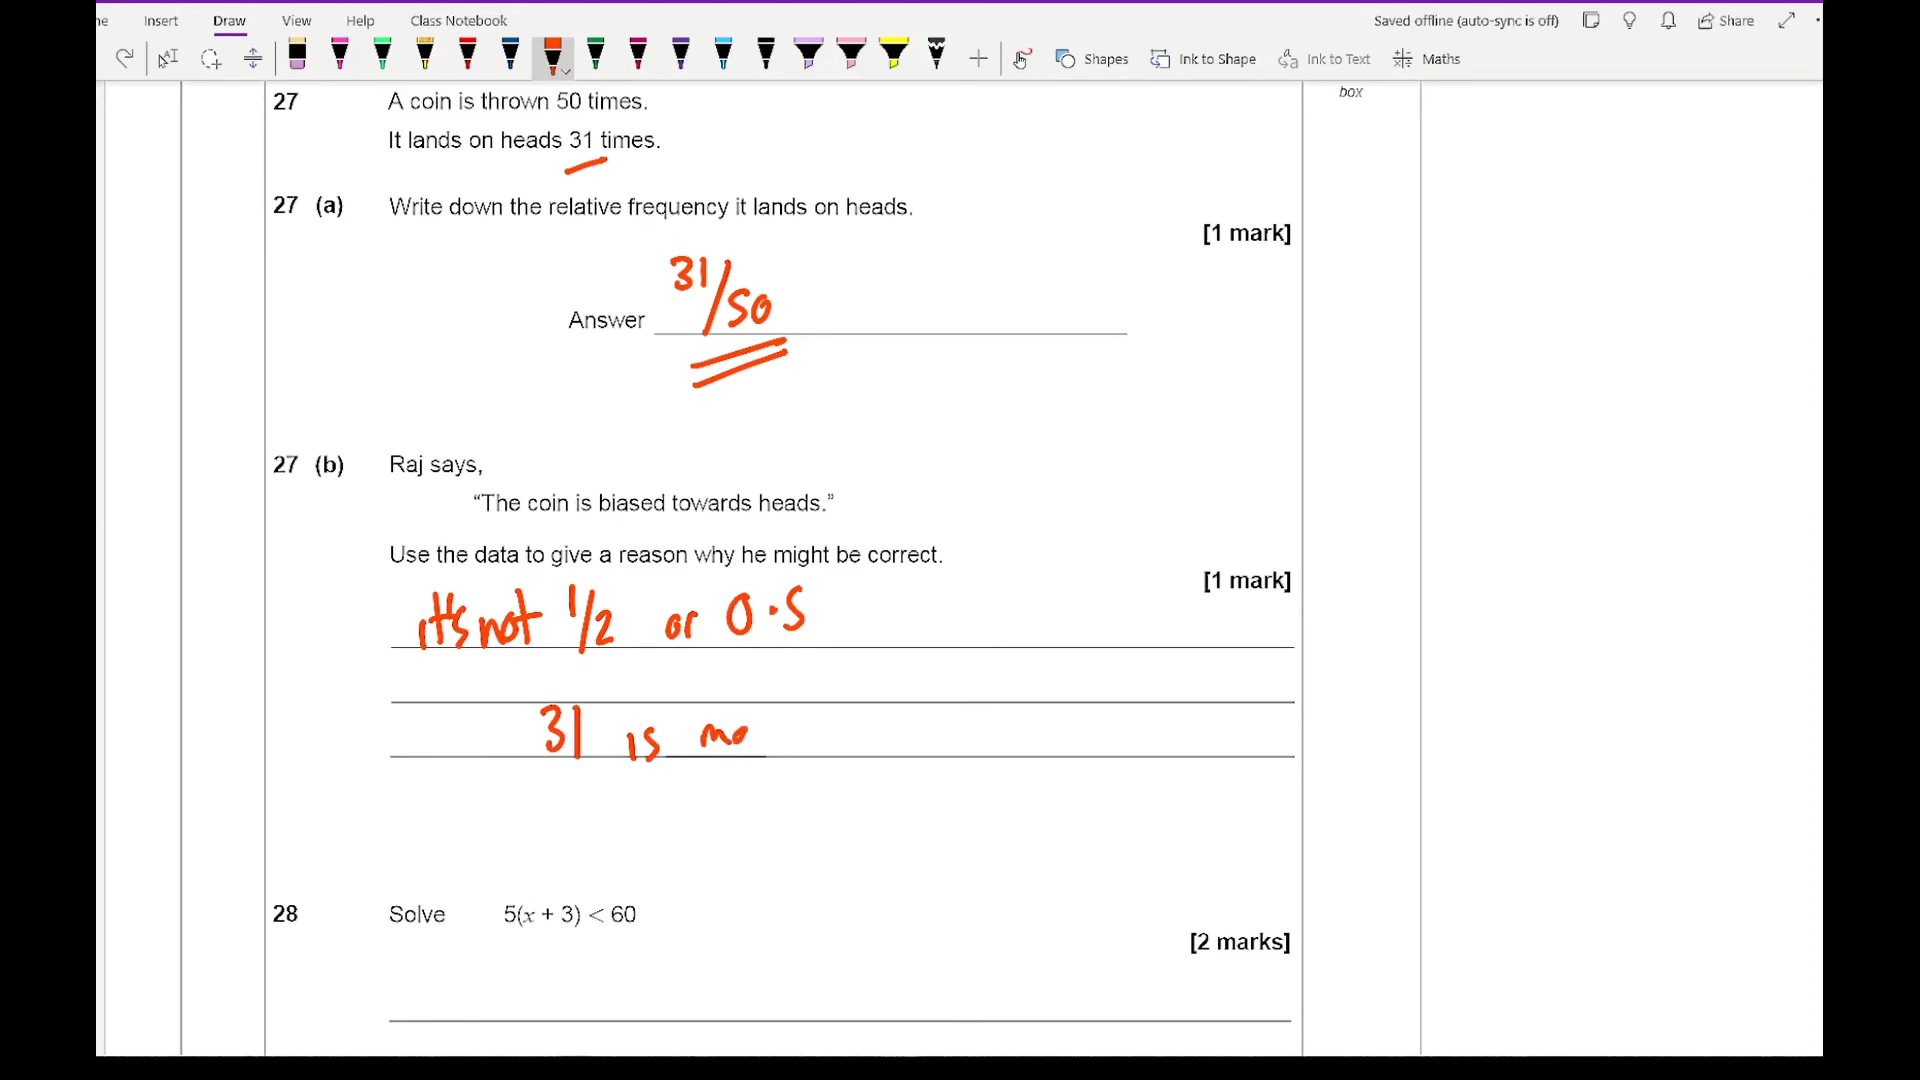 ne Insert Draw View Help Class Notebook Saved offline (auto-sync is off) Share
Shapes Ink to Shape Ink to Text Maths
box
27 A coin is thrown 50 times.
It lands on heads 31 times.
27 (a) Write down the relative frequency it lands on heads.
[1 mark]
31/50
Answer
27 (b) Raj says,
“The coin is biased towards heads.”
Use the data to give a reason why he might be correct.
[1 mark]
it's not 1/2 or 0.5
31 is mo
28 Solve 5(x + 3) < 60
[2 marks]